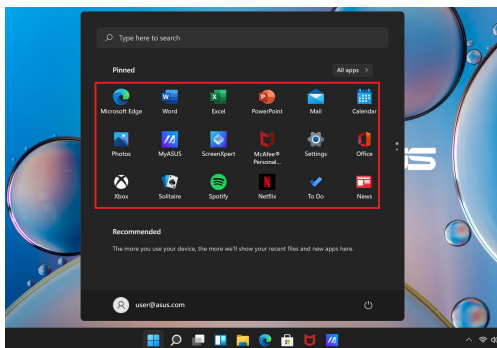 Type here to search
Pinned
All apps >
Microsoft Edge
Word
Excel
PowerPoint
Mail
Calendar
Photos
MyASUS
ScreenXpert
McAfee®
Personal...
Settings
Office
Xbox
Solitaire
Spotify
Netflix
To Do
News
Recommended
The more you use your device, the more we'll show your recent files and new apps here.
user@asus.com